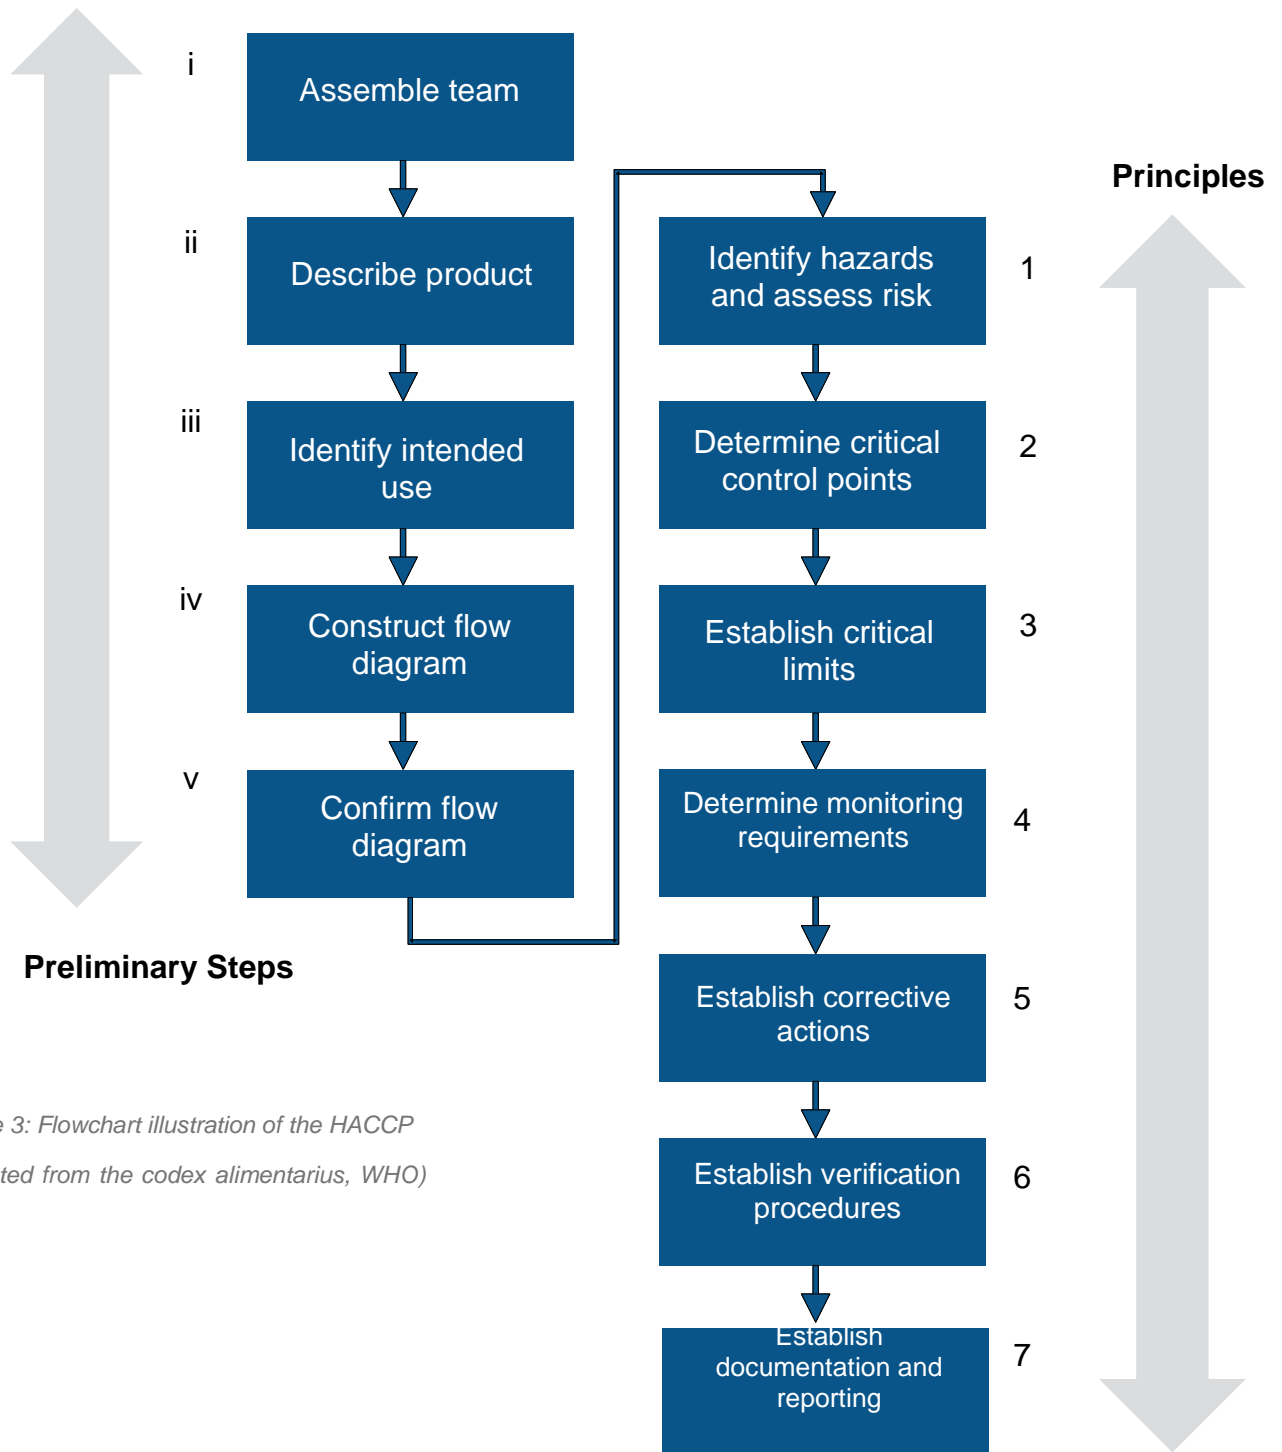 i
Assemble team
ii
Describe product
iii
Identify intended
use
iv
Construct flow
diagram
v
Confirm flow
diagram
Preliminary Steps
Principles
Identify hazards
and assess risk
1
Determine critical
control points
2
Establish critical
limits
3
Determine monitoring
requirements
4
Establish corrective
actions
5
Establish verification
procedures
6
Establish
documentation and
reporting
7
3: Flowchart illustration of the HACCP
from the codex alimentarius, WHO)